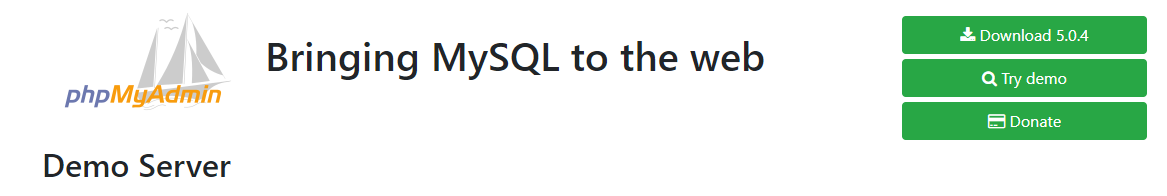 phpMyAdmin
Bringing MySQL to the web
Download 5.0.4
Try demo
Donate
Demo Server